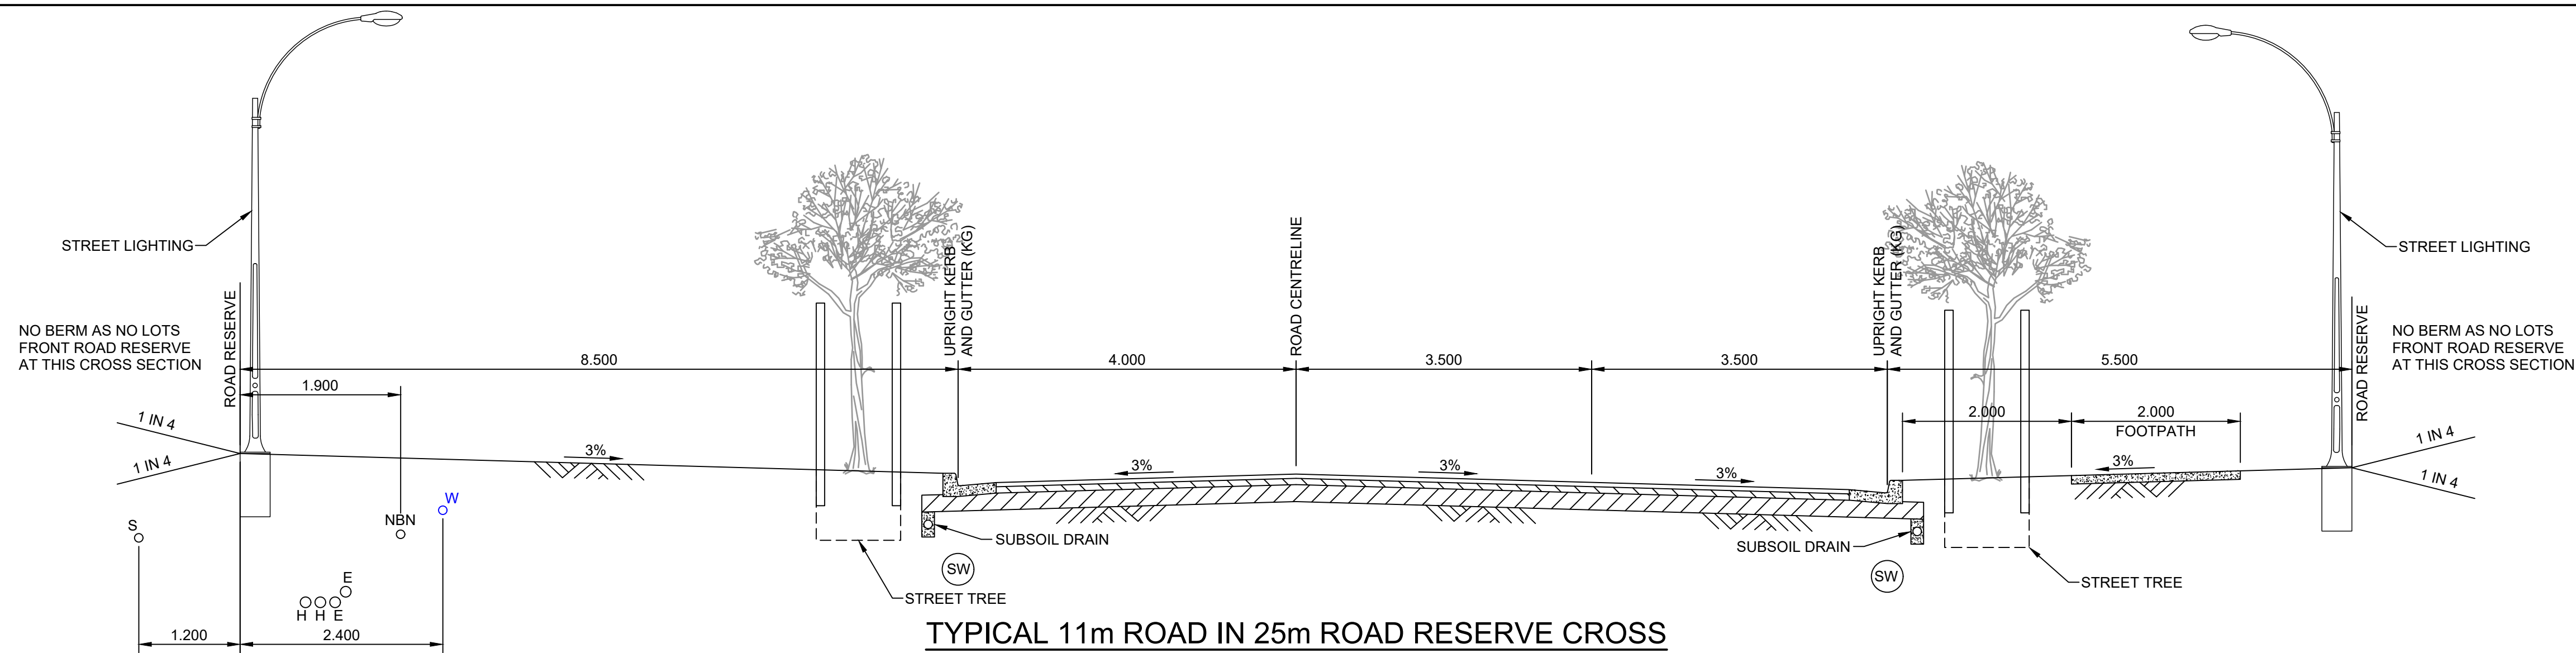 STREET LIGHTING
NO BERM AS NO LOTS
FRONT ROAD RESERVE
AT THIS CROSS SECTION
ROAD RESERVE
8.500
1.900
1 IN 4
1 IN 4
3%
S
NBN
W
E
H H E
1.200
2.400
UPRIGHT KERB
AND GUTTER (KG)
ROAD CENTRELINE
4.000
3.500
3.500
3%
3%
3%
SUBSOIL DRAIN
SW
STREET TREE
SUBSOIL DRAIN
SW
UPRIGHT KERB
AND GUTTER (KG)
5.500
2.000
2.000
FOOTPATH
3%
STREET TREE
STREET LIGHTING
ROAD RESERVE
NO BERM AS NO LOTS
FRONT ROAD RESERVE
AT THIS CROSS SECTION
1 IN 4
1 IN 4
TYPICAL 11m ROAD IN 25m ROAD RESERVE CROSS